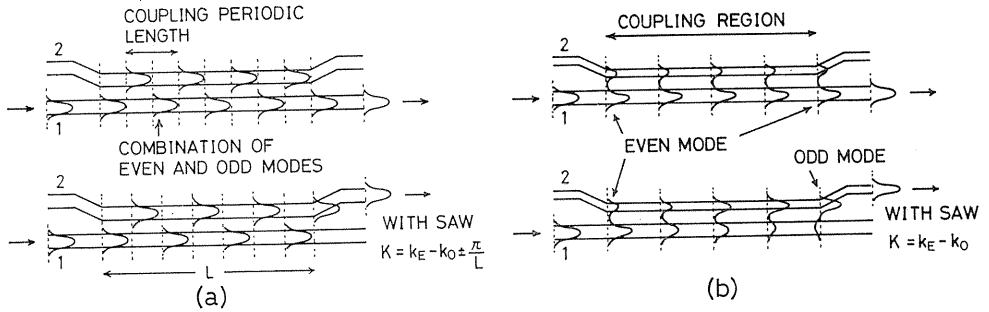 COUPLING PERIODIC
LENGTH
2
1
COMBINATION OF
EVEN AND ODD MODES
2
WITH SAW
K = kE - kO ± π/L
1
L
(a)
COUPLING REGION
2
1
EVEN MODE
ODD MODE
2
WITH SAW
K = kE - kO
1
(b)